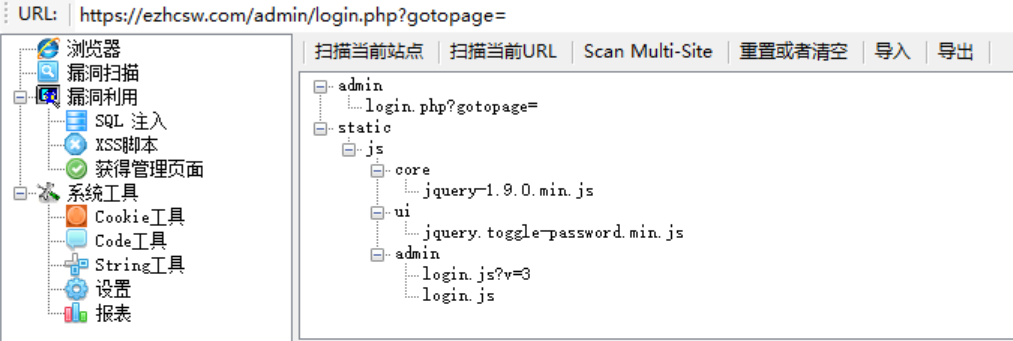 URL: https://ezhcsw.com/admin/login.php?gotopage=
浏览器
漏洞扫描
漏洞利用
SQL 注入
XSS脚本
获得管理页面
系统工具
Cookie工具
Code工具
String工具
设置
报表
扫描当前站点 扫描当前URL Scan Multi-Site 重置或者清空 导入 导出
admin
login.php?gotopage=
static
js
core
jquery-1.9.0.min.js
ui
jquery.toggle-password.min.js
admin
login.js?v=3
login.js